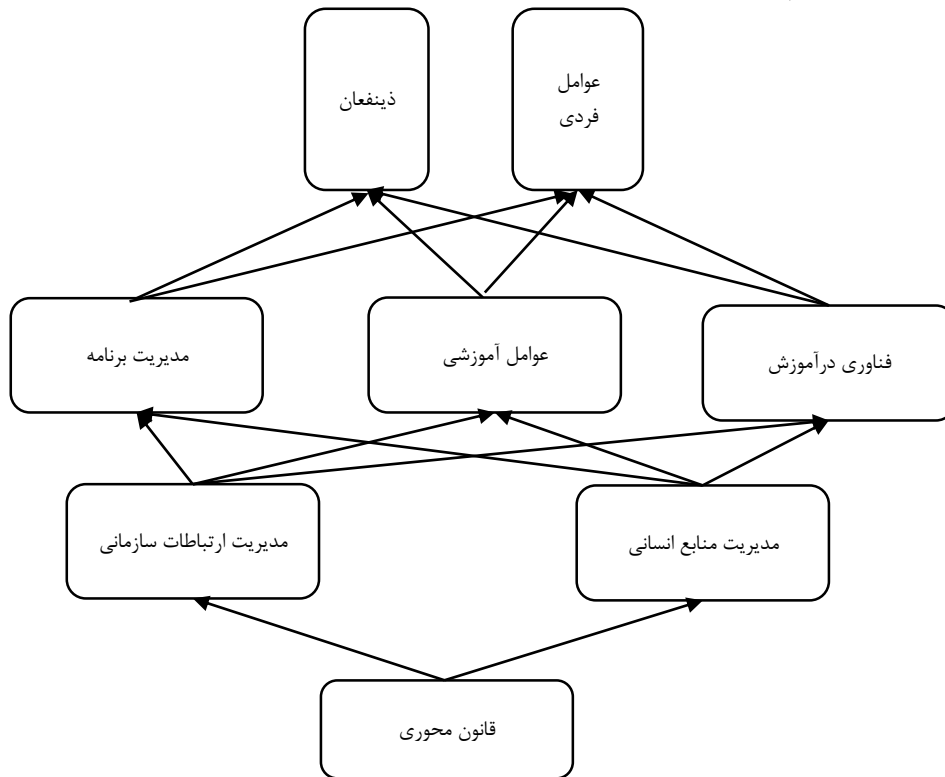 عوامل
فردی
ذینفعان
فناوری درآموزش
عوامل آموزشی
مدیریت برنامه
مدیریت منابع انسانی
مدیریت ارتباطات سازمانی
قانون محوری